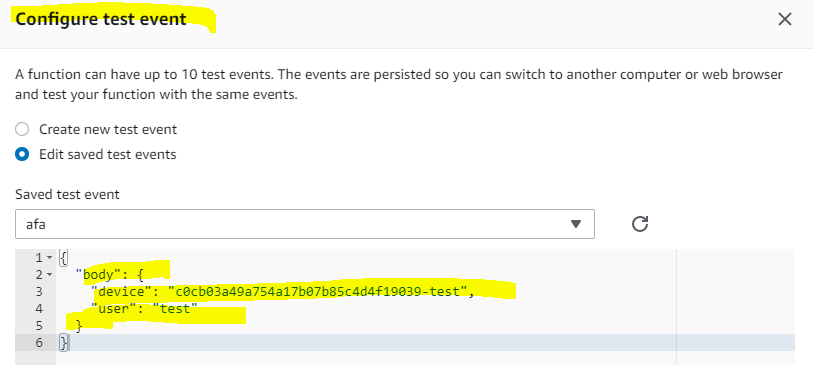 Configure test event
A function can have up to 10 test events. The events are persisted so you can switch to another computer or web browser
and test your function with the same events.
Create new test event
Edit saved test events
Saved test event
afa
1 {
2 "body": {
3 "device": "c0cb03a49a754a17b07b85c4d4f19039-test",
4 "user": "test"
5 }
6 }